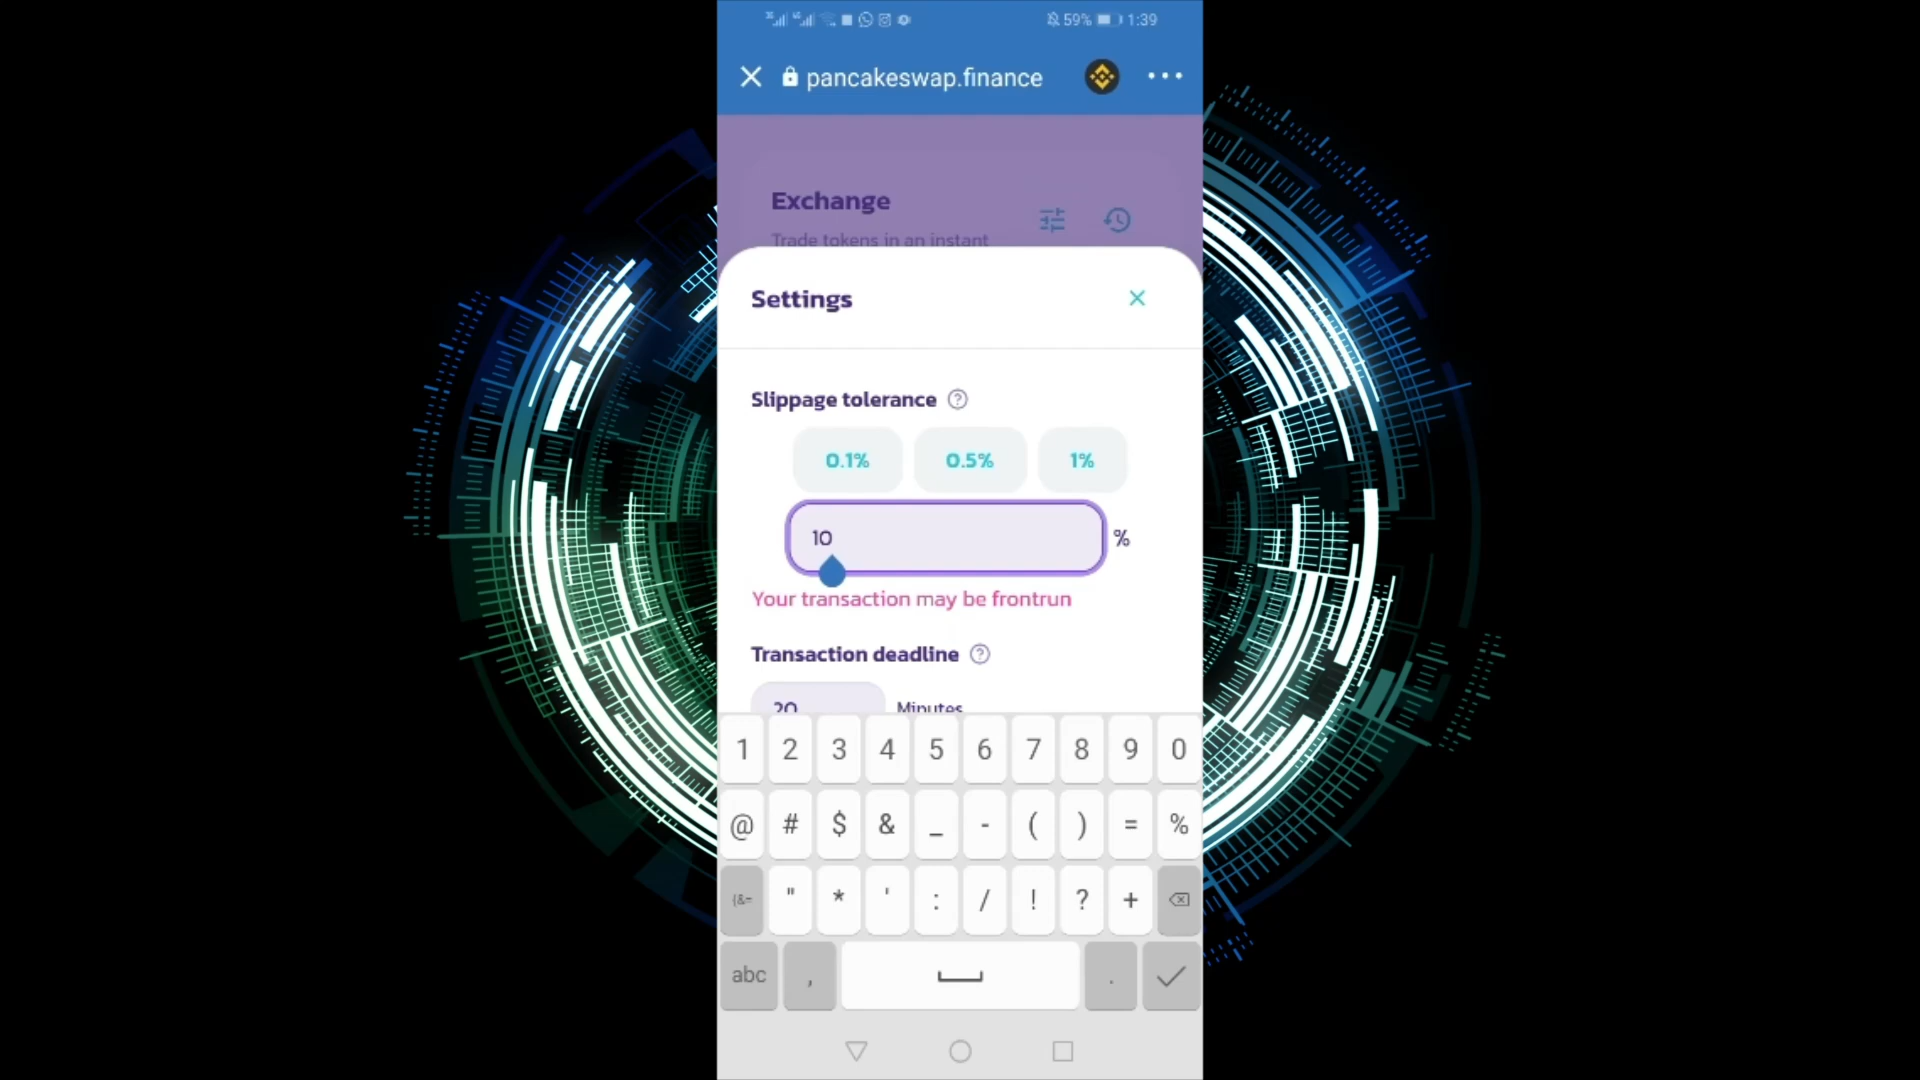 59% 1:39
pancakeswap.finance
Exchange
Trade tokens in an instant
Settings
Slippage tolerance ?
0.1% 0.5% 1%
10 %
Your transaction may be frontrun
Transaction deadline ?
20 Minutes
1 2 3 4 5 6 7 8 9 0
@ # $ & _ - ( ) = %
{&= " * ' : / ! ? +
abc , .